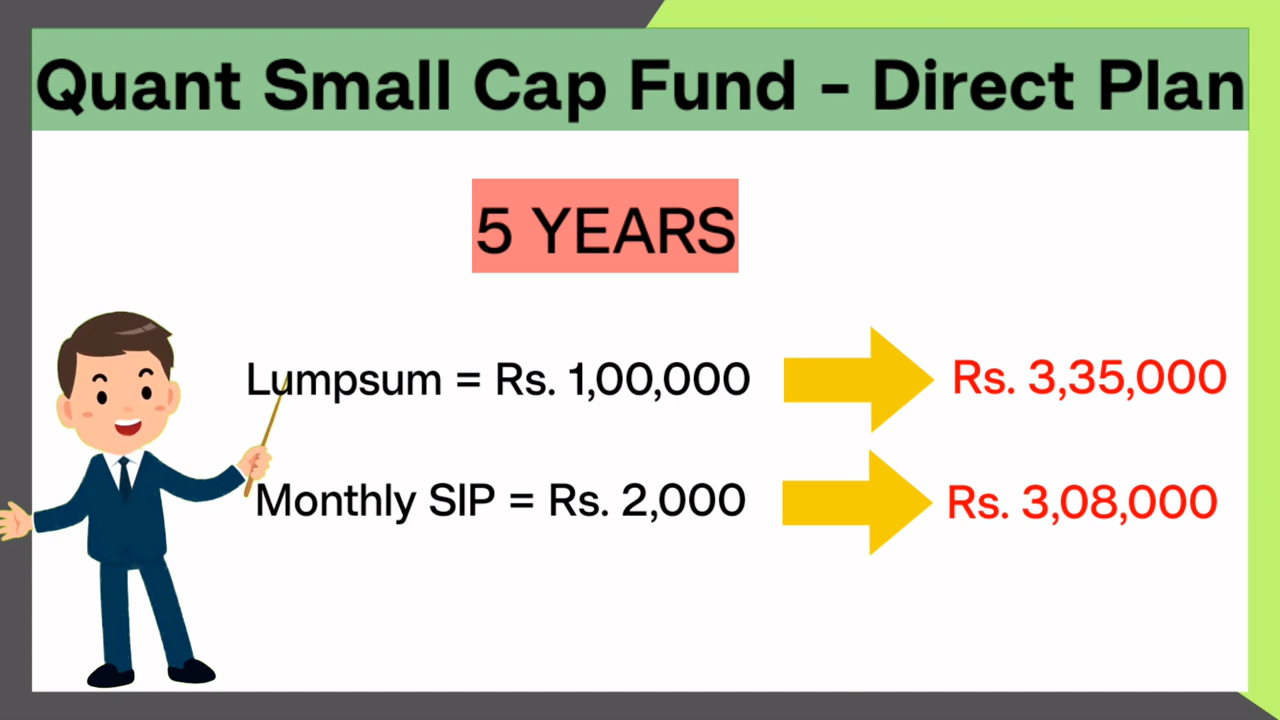 Quant Small Cap Fund - Direct Plan
5 YEARS
Lumpsum = Rs. 1,00,000 Rs. 3,35,000
Monthly SIP = Rs. 2,000 Rs. 3,08,000